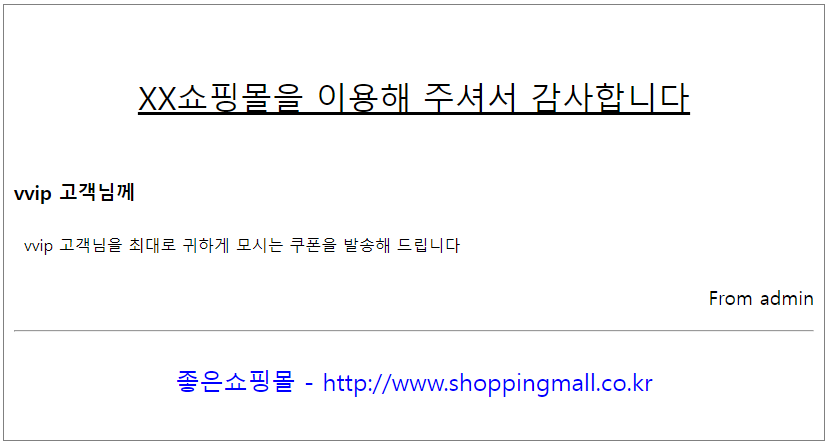 XX쇼핑몰을 이용해 주셔서 감사합니다
vvip 고객님께
vvip 고객님을 최대로 귀하게 모시는 쿠폰을 발송해 드립니다
From admin
좋은쇼핑몰 - http://www.shoppingmall.co.kr